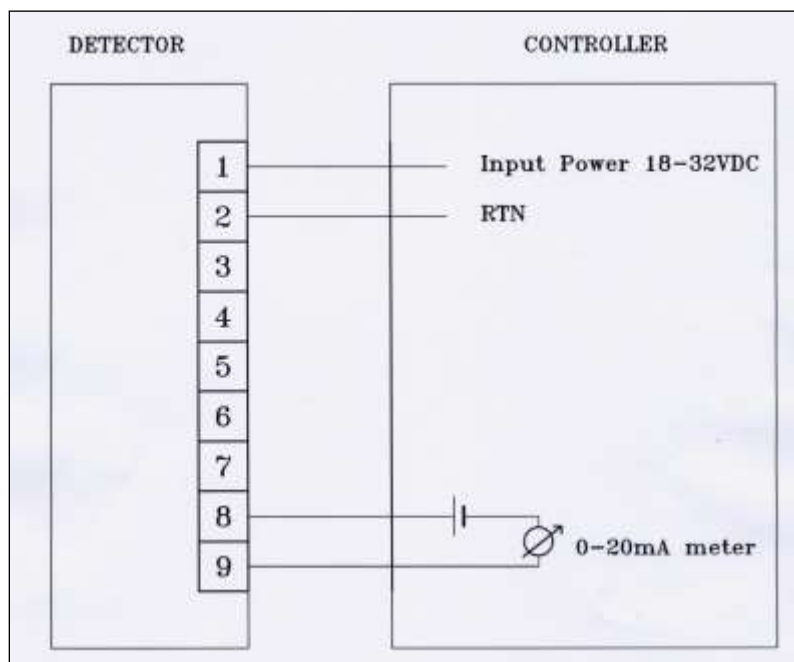 DETECTOR CONTROLLER
1 Input Power 18-32VDC
2 RTN
3
4
5
6
7
8
0-20mA meter
9